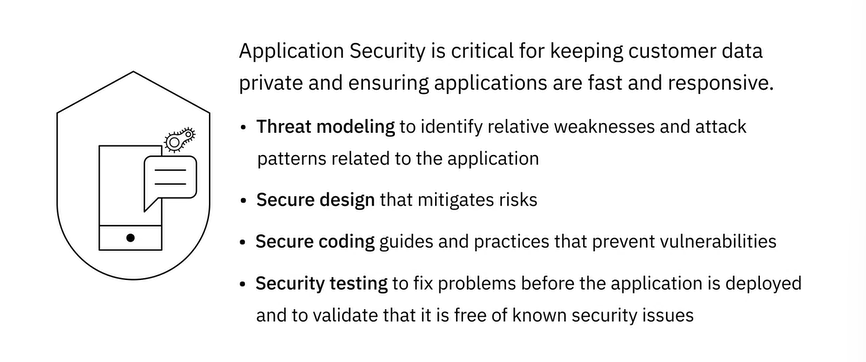 Application Security is critical for keeping customer data
private and ensuring applications are fast and responsive.
• Threat modeling to identify relative weaknesses and attack
patterns related to the application
• Secure design that mitigates risks
• Secure coding guides and practices that prevent vulnerabilities
• Security testing to fix problems before the application is deployed
and to validate that it is free of known security issues